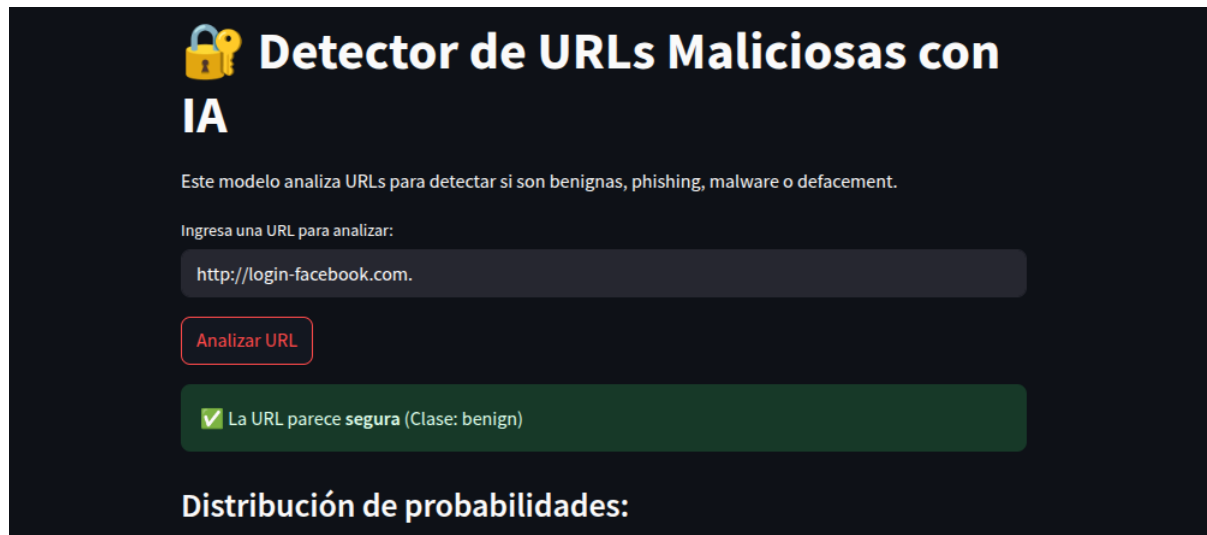 🔐 Detector de URLs Maliciosas con
IA
Este modelo analiza URLs para detectar si son benignas, phishing, malware o defacement.
Ingresa una URL para analizar:
http://login-facebook.com.
Analizar URL
✅ La URL parece segura (Clase: benign)
Distribución de probabilidades: